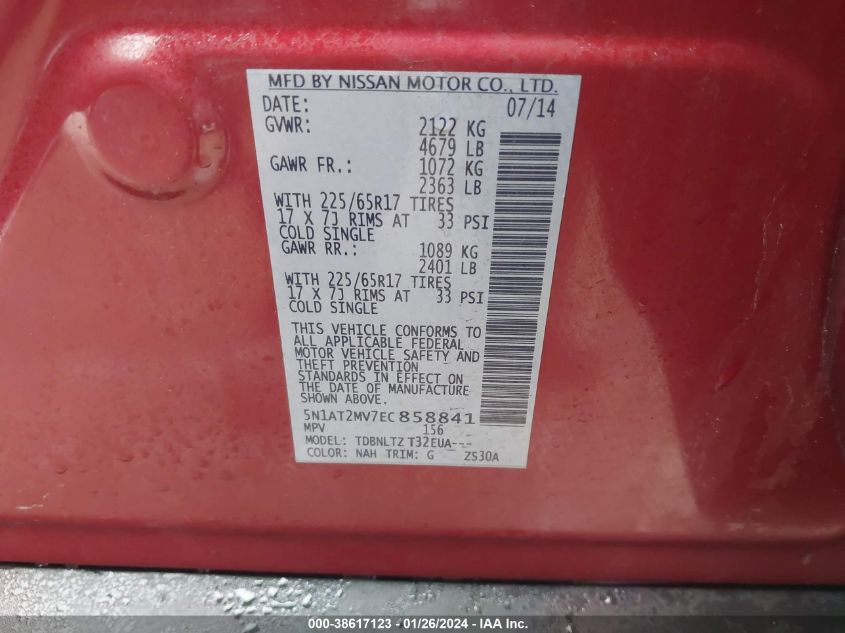 MFD BY NISSAN MOTOR CO., LTD.
DATE: 07/14
GVWR: 2122 KG
4679 LB
GAWR FR.: 1072 KG
2363 LB
WITH 225/65R17 TIRES
17 X 7J RIMS AT 33 PSI
COLD SINGLE
GAWR RR.: 1089 KG
2401 LB
WITH 225/65R17 TIRES
17 X 7J RIMS AT 33 PSI
COLD SINGLE
THIS VEHICLE CONFORMS TO
ALL APPLICABLE FEDERAL
MOTOR VEHICLE SAFETY AND
THEFT PREVENTION
STANDARDS IN EFFECT ON
THE DATE OF MANUFACTURE
SHOWN ABOVE.
5N1AT2MV7EC858841
MPV 156
MODEL: TDBNLTZ T32EUA---
COLOR: NAH TRIM: G ZS30A
000-38617123 - 01/26/2024 - IAA Inc.